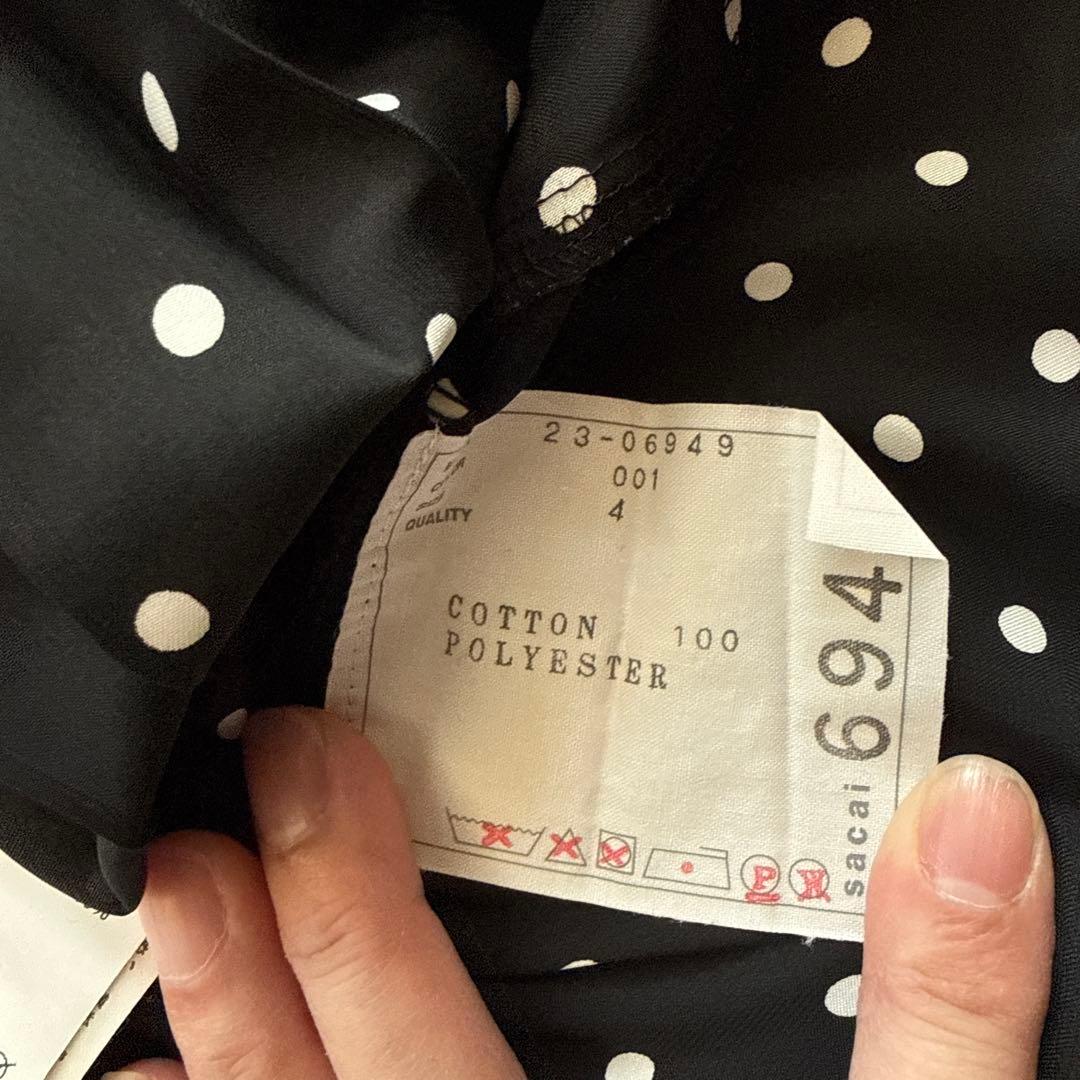 23-06949
001
4
QUALITY
COTTON 100
POLYESTER
sacai 694
P